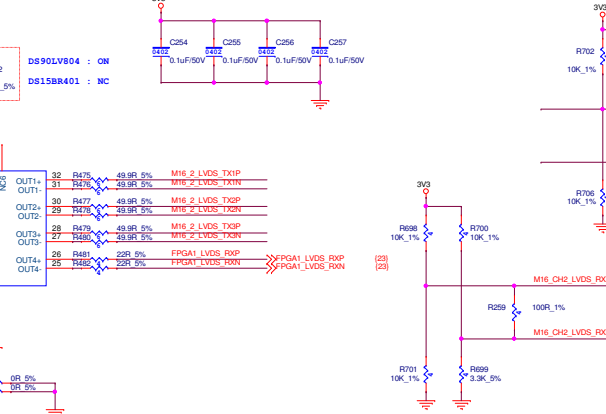 3V3
C254
C255
C256
C257
0402
0402
0402
0402
0.1uF/50V
0.1uF/50V
0.1uF/50V
0.1uF/50V
DS90LV804 : ON
DS15BR401 : NC
2
5%
NC6
OUT1+ 32 R475 49.9R_5% M16_2_LVDS_TX1P
OUT1- 31 R476 49.9R_5% M16_2_LVDS_TX1N
OUT2+ 30 R477 49.9R_5% M16_2_LVDS_TX2P
OUT2- 29 R478 49.9R_5% M16_2_LVDS_TX2N
OUT3+ 28 R479 49.9R_5% M16_2_LVDS_TX3P
OUT3- 27 R480 49.9R_5% M16_2_LVDS_TX3N
OUT4+ 26 R481 22R_5% FPGA1_LVDS_RXP FPGA1_LVDS_RXP (23)
OUT4- 25 R482 22R_5% FPGA1_LVDS_RXN FPGA1_LVDS_RXN (23)
0R_5%
0R_5%
3V3
R698
10K_1%
R700
10K_1%
R259 100R_1%
M16_CH2_LVDS_RX
M16_CH2_LVDS_RX
R701
10K_1%
R699
3.3K_5%
3V3
R702
10K_1%
R706
10K_1%